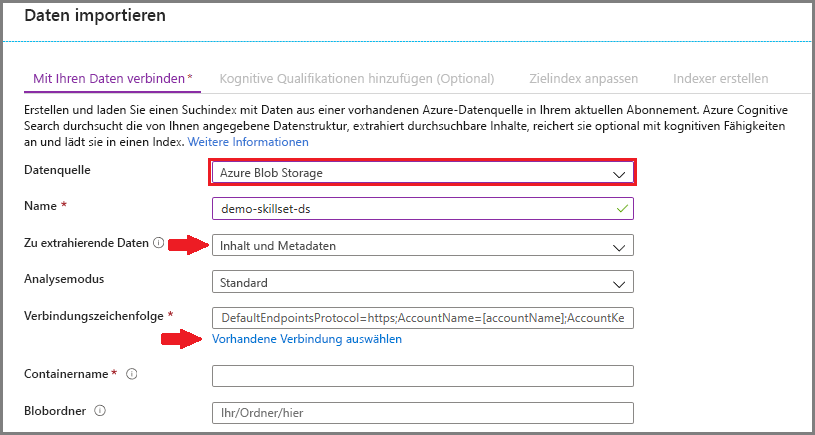 Daten importieren
Mit Ihren Daten verbinden * Kognitive Qualifikationen hinzufügen (Optional) Zielindex anpassen Indexer erstellen
Erstellen und laden Sie einen Suchindex mit Daten aus einer vorhandenen Azure-Datenquelle in Ihrem aktuellen Abonnement. Azure Cognitive
Search durchsucht die von Ihnen angegebene Datenstruktur, extrahiert durchsuchbare Inhalte, reichert sie optional mit kognitiven Fähigkeiten
an und lädt sie in einen Index. Weitere Informationen
Datenquelle Azure Blob Storage
Name * demo-skillset-ds
Zu extrahierende Daten Inhalt und Metadaten
Analysemodus Standard
Verbindungszeichenfolge * DefaultEndpointsProtocol=https;AccountName=[accountName];AccountKe
Vorhandene Verbindung auswählen
Containername *
Blobordner Ihr/Ordner/hier